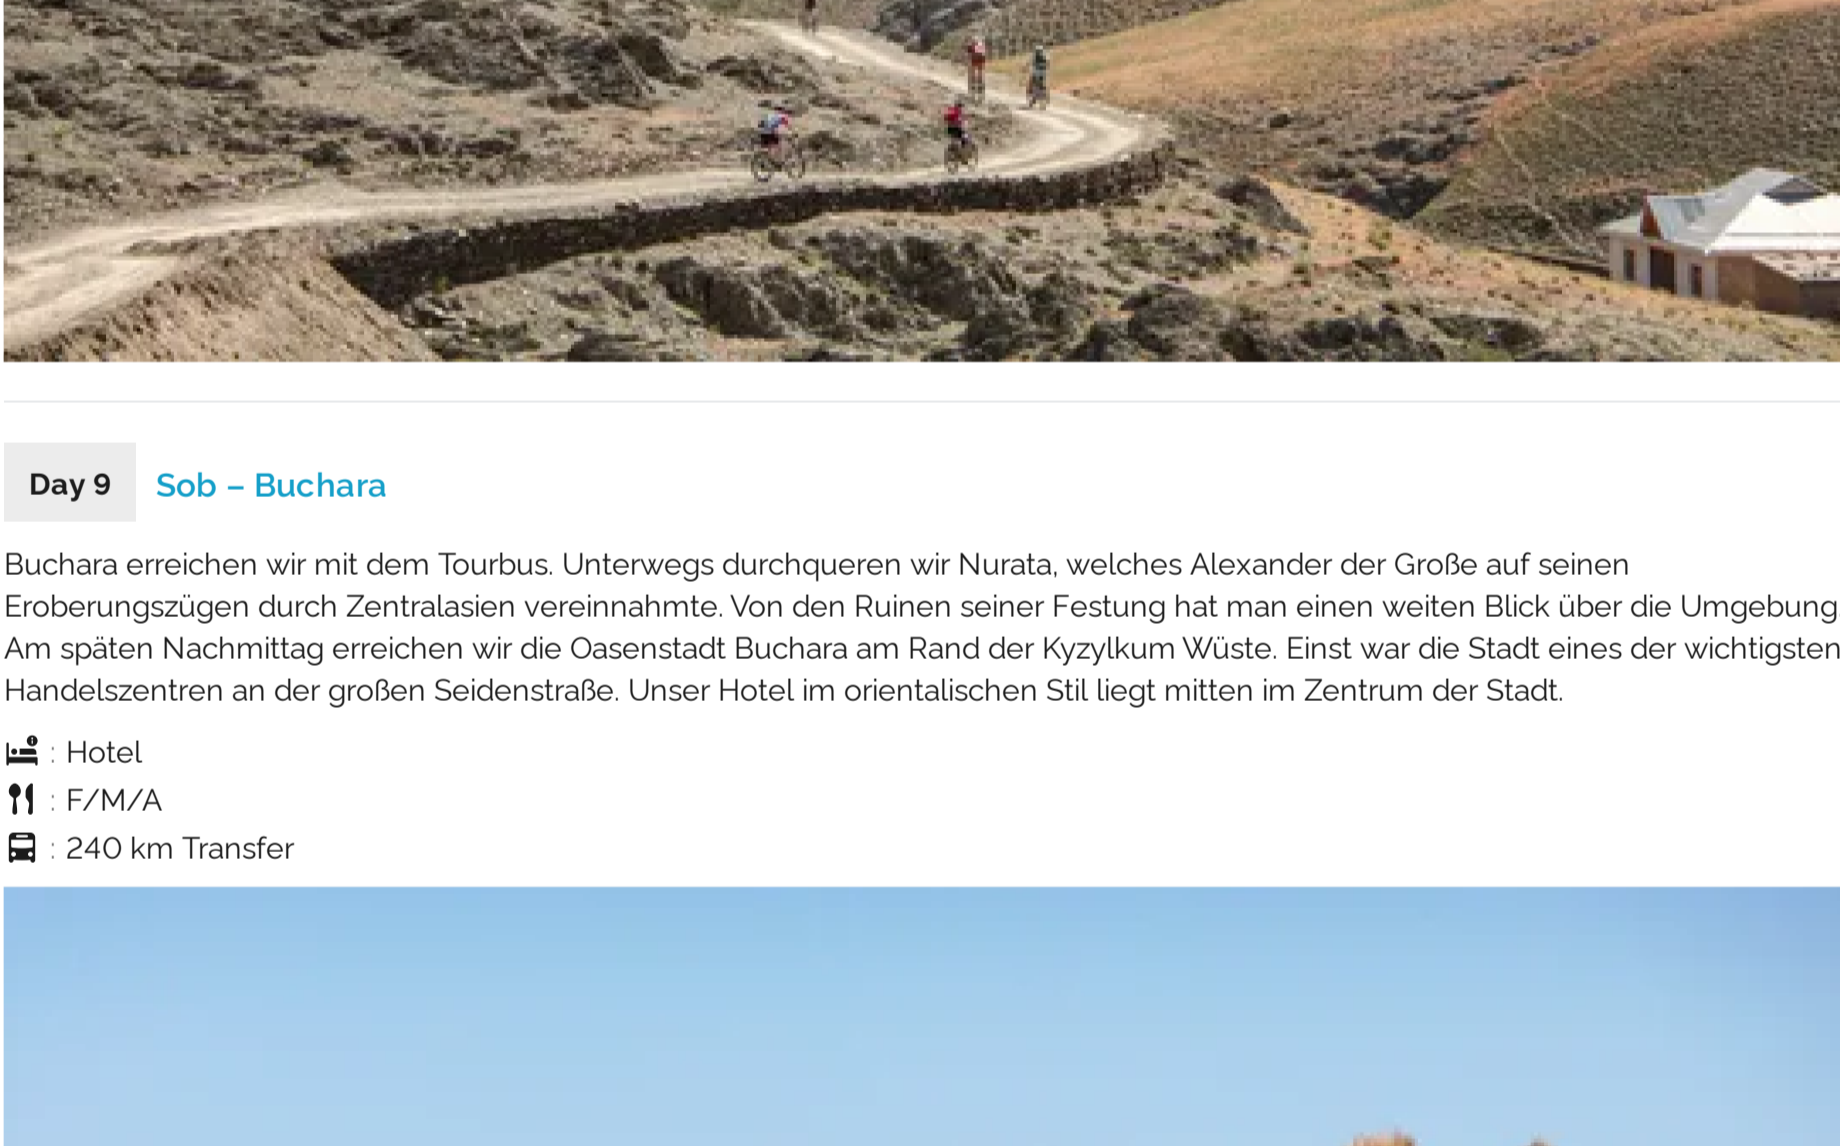 Day 9 Sob – Buchara
Buchara erreichen wir mit dem Tourbus. Unterwegs durchqueren wir Nurata, welches Alexander der Große auf seinen
Eroberungszügen durch Zentralasien vereinnahmte. Von den Ruinen seiner Festung hat man einen weiten Blick über die Umgebung.
Am späten Nachmittag erreichen wir die Oasenstadt Buchara am Rand der Kyzylkum Wüste. Einst war die Stadt eines der wichtigsten
Handelszentren an der großen Seidenstraße. Unser Hotel im orientalischen Stil liegt mitten im Zentrum der Stadt.
: Hotel
: F/M/A
: 240 km Transfer